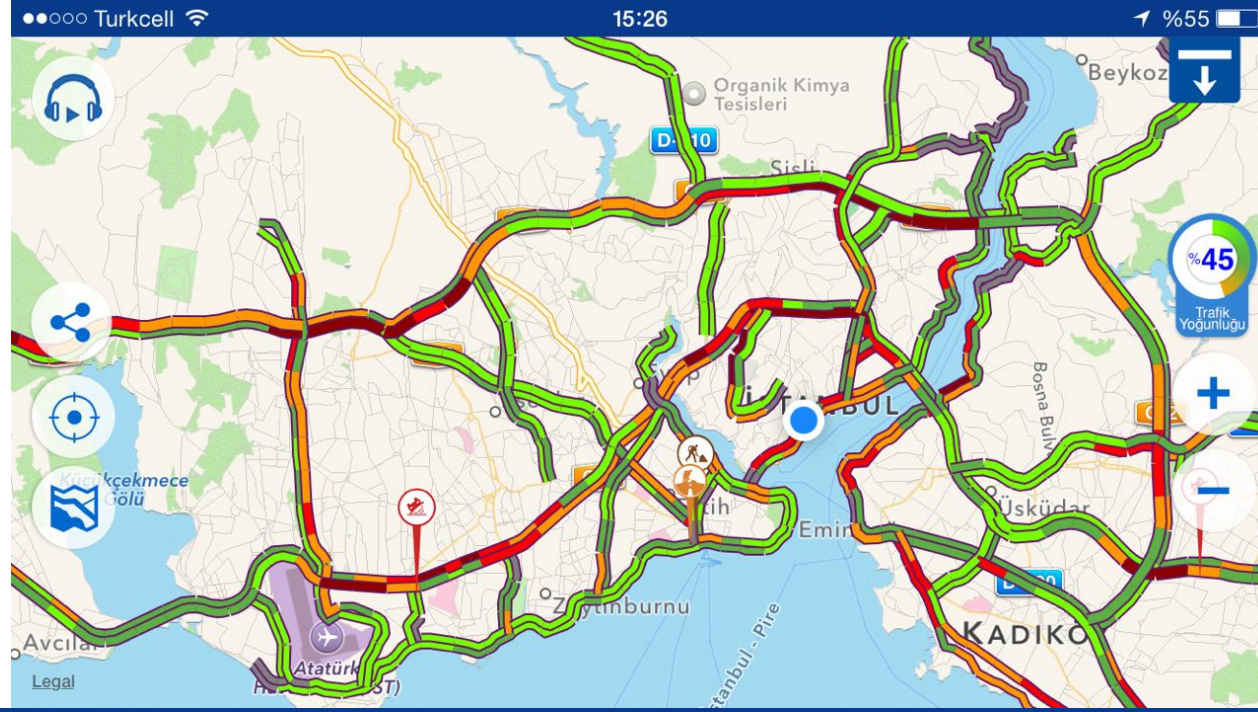 Turkcell
15:26
%55
Beykoz
Organik Kimya
Tesisleri
Şişli
%45
Trafik
Yoğunluğu
İSTANBUL
Bosna Bulv
Küçükçekmece
Gölü
Üsküdar
Fatih
Zeytinburnu
KADIKÖ
Avcılar
Atatürk
İstanbul - Pire
Legal